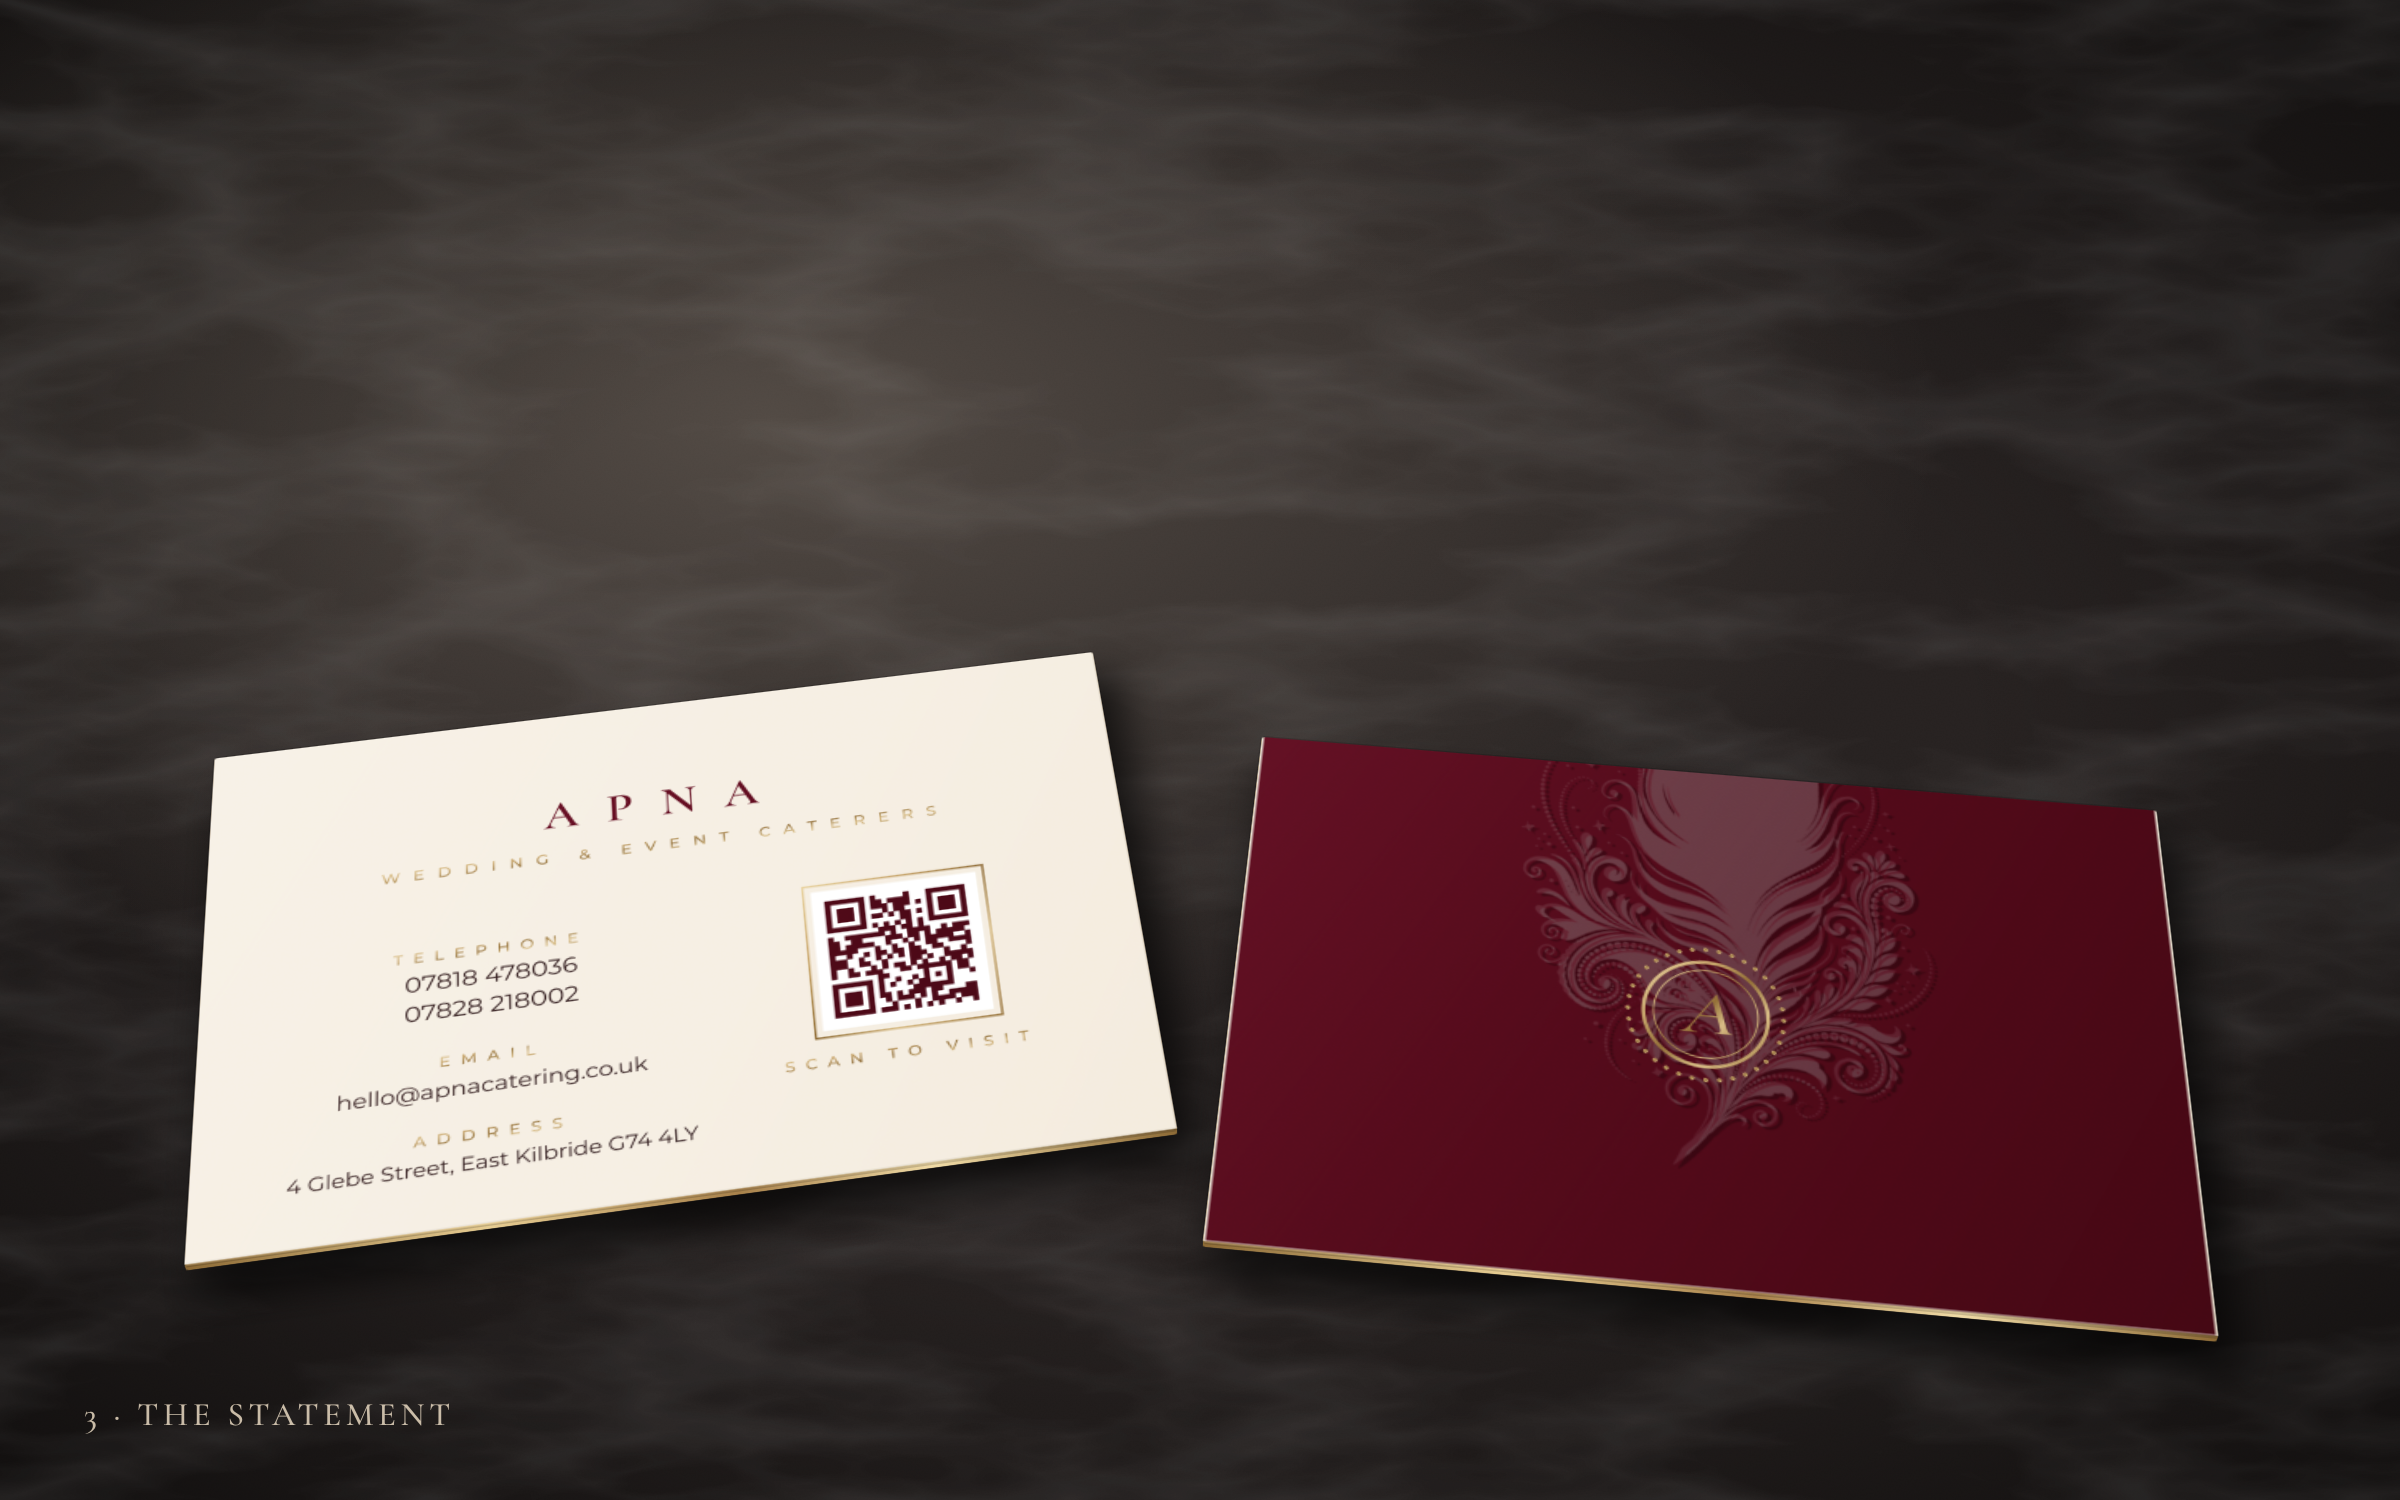 APNA
WEDDING & EVENT CATERERS
TELEPHONE
07818 478036
07828 218002
EMAIL
hello@apnacatering.co.uk
ADDRESS
4 Glebe Street, East Kilbride G74 4LY
SCAN TO VISIT
A
3 · THE STATEMENT